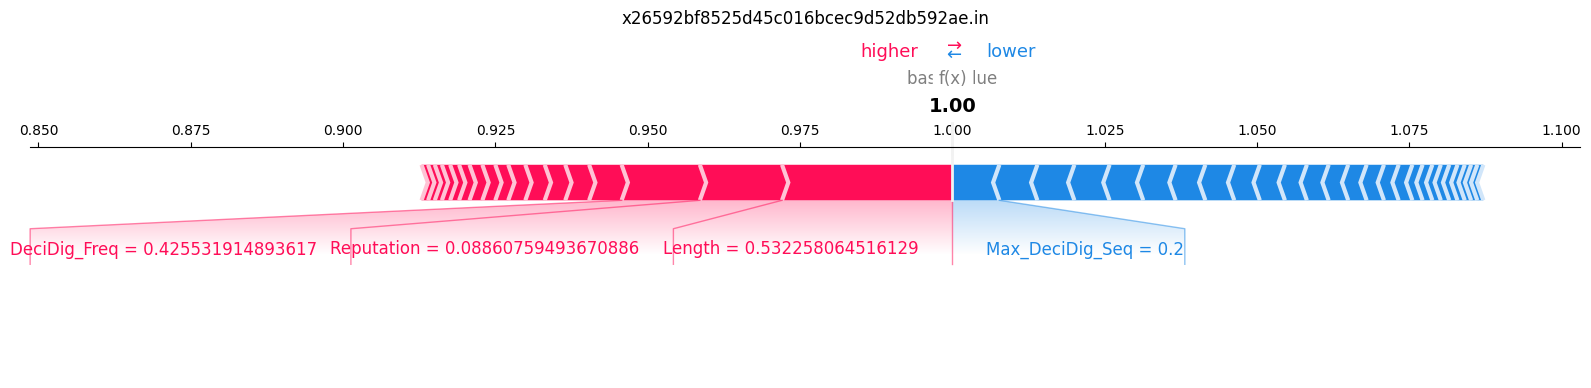 x26592bf8525d45c016bcec9d52db592ae.in
higher → ← lower
bas f(x) lue
1.00
0.850 0.875 0.900 0.925 0.950 0.975 1.000 1.025 1.050 1.075 1.100
DeciDig_Freq = 0.425531914893617 Reputation = 0.08860759493670886 Length = 0.532258064516129 Max_DeciDig_Seq = 0.2